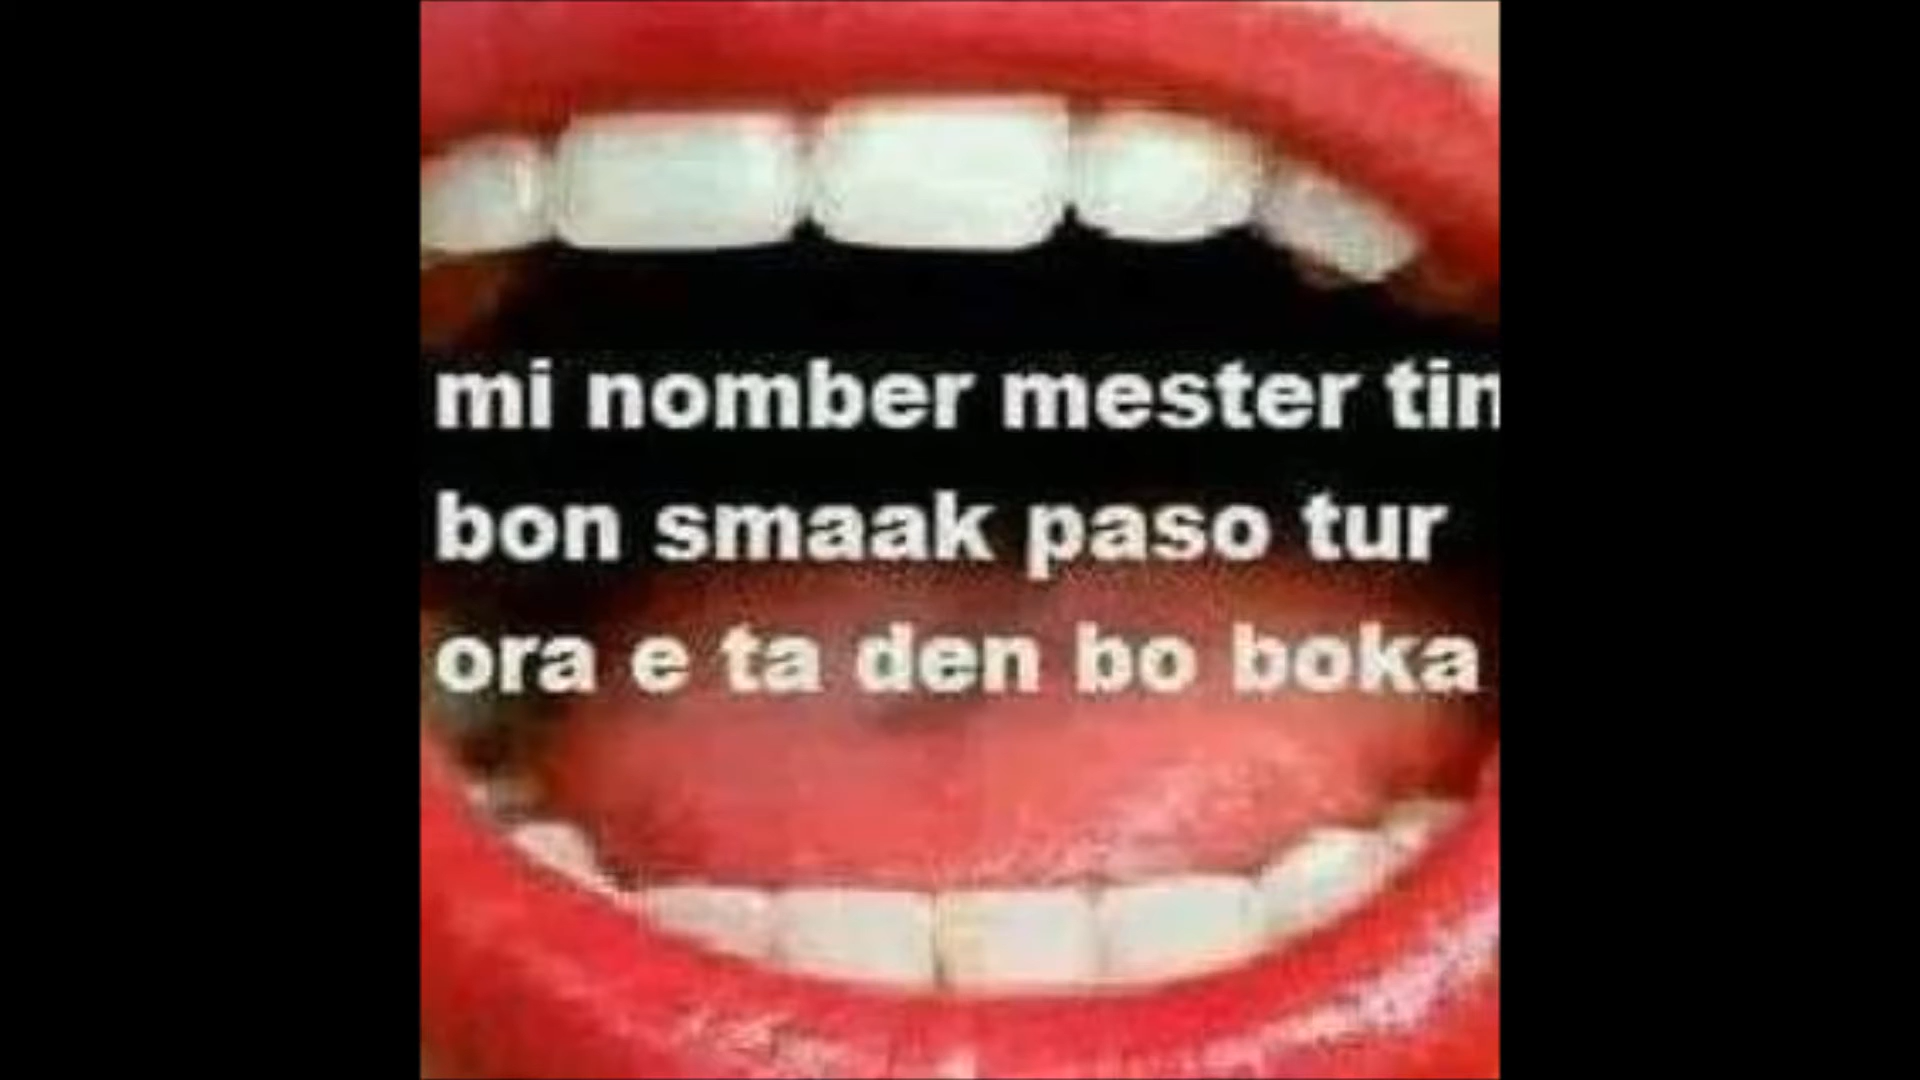 mi nomber mester tin
bon smaak paso tur
ora e ta den bo boka